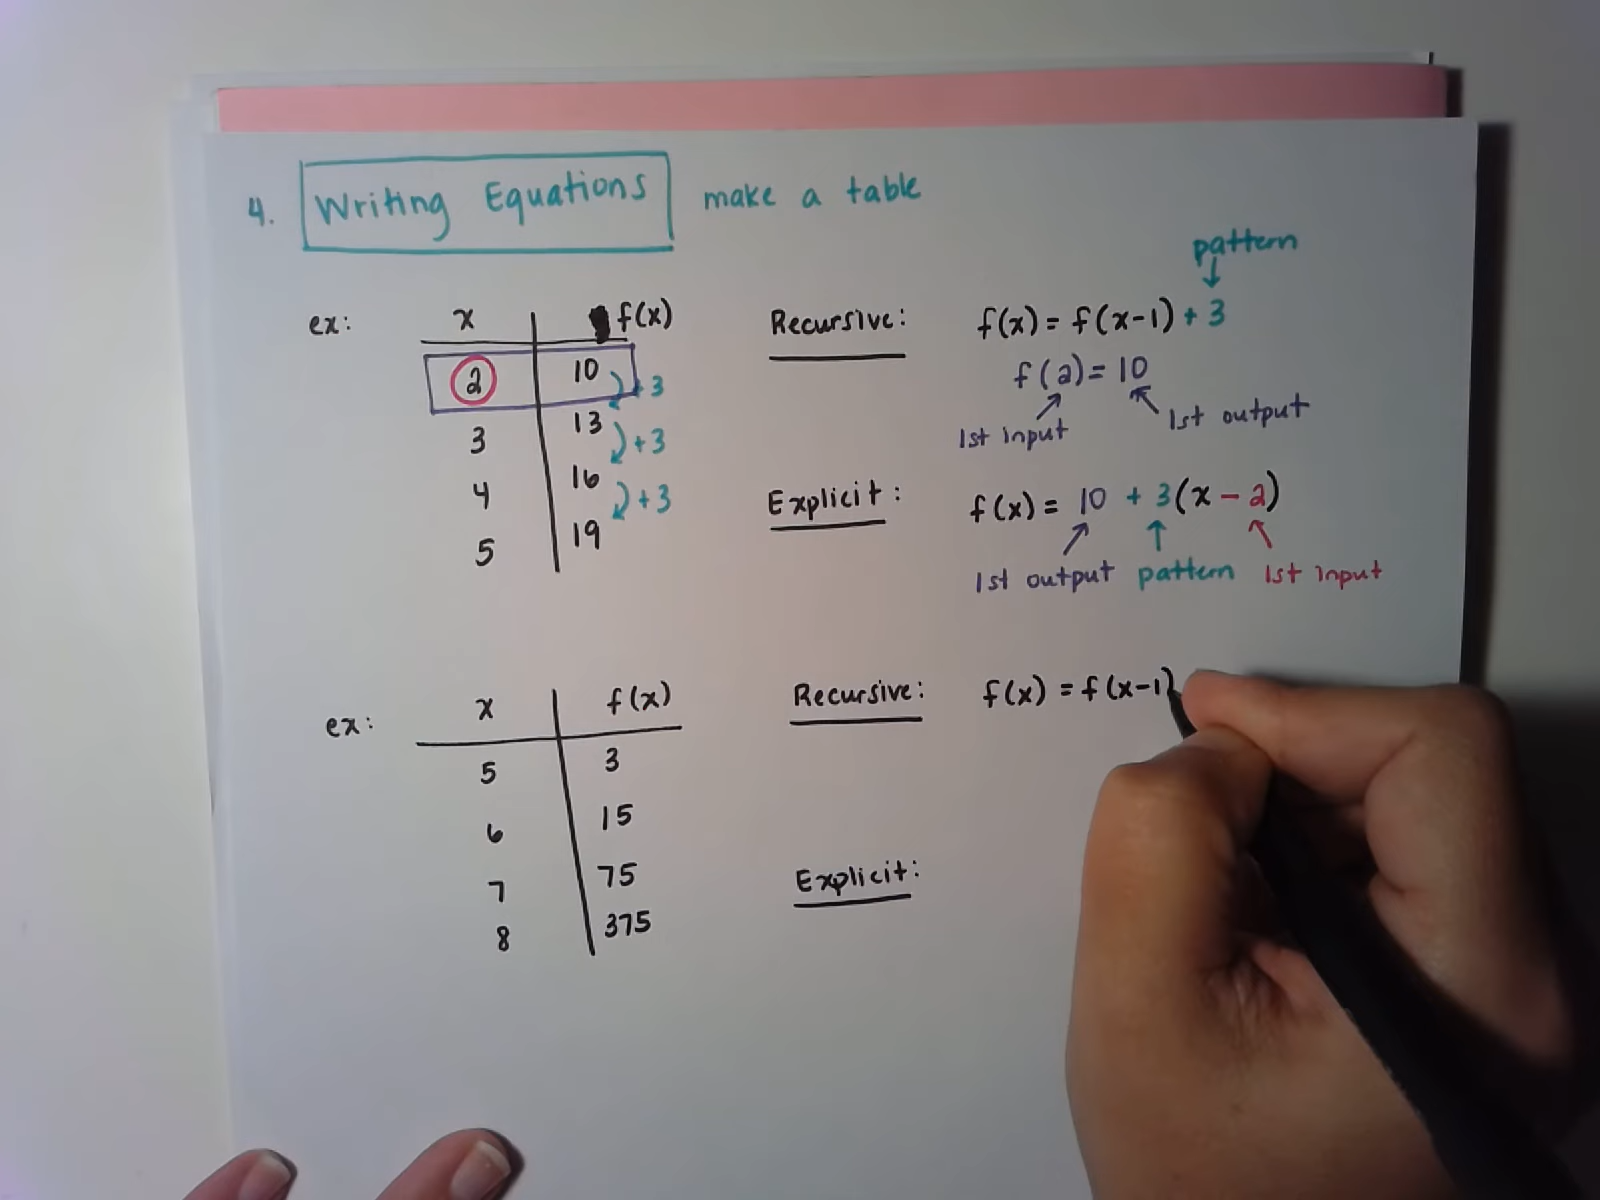 4. Writing Equations make a table
pattern
ex: x f(x) Recursive: f(x) = f(x-1) + 3
2 10 +3 f(2) = 10
1st input 1st output
3 13 +3
4 16 +3 Explicit: f(x) = 10 + 3(x - 2)
5 19
1st output pattern 1st input
ex: x f(x) Recursive: f(x) = f(x-1)
5 3
6 15
7 75 Explicit:
8 375